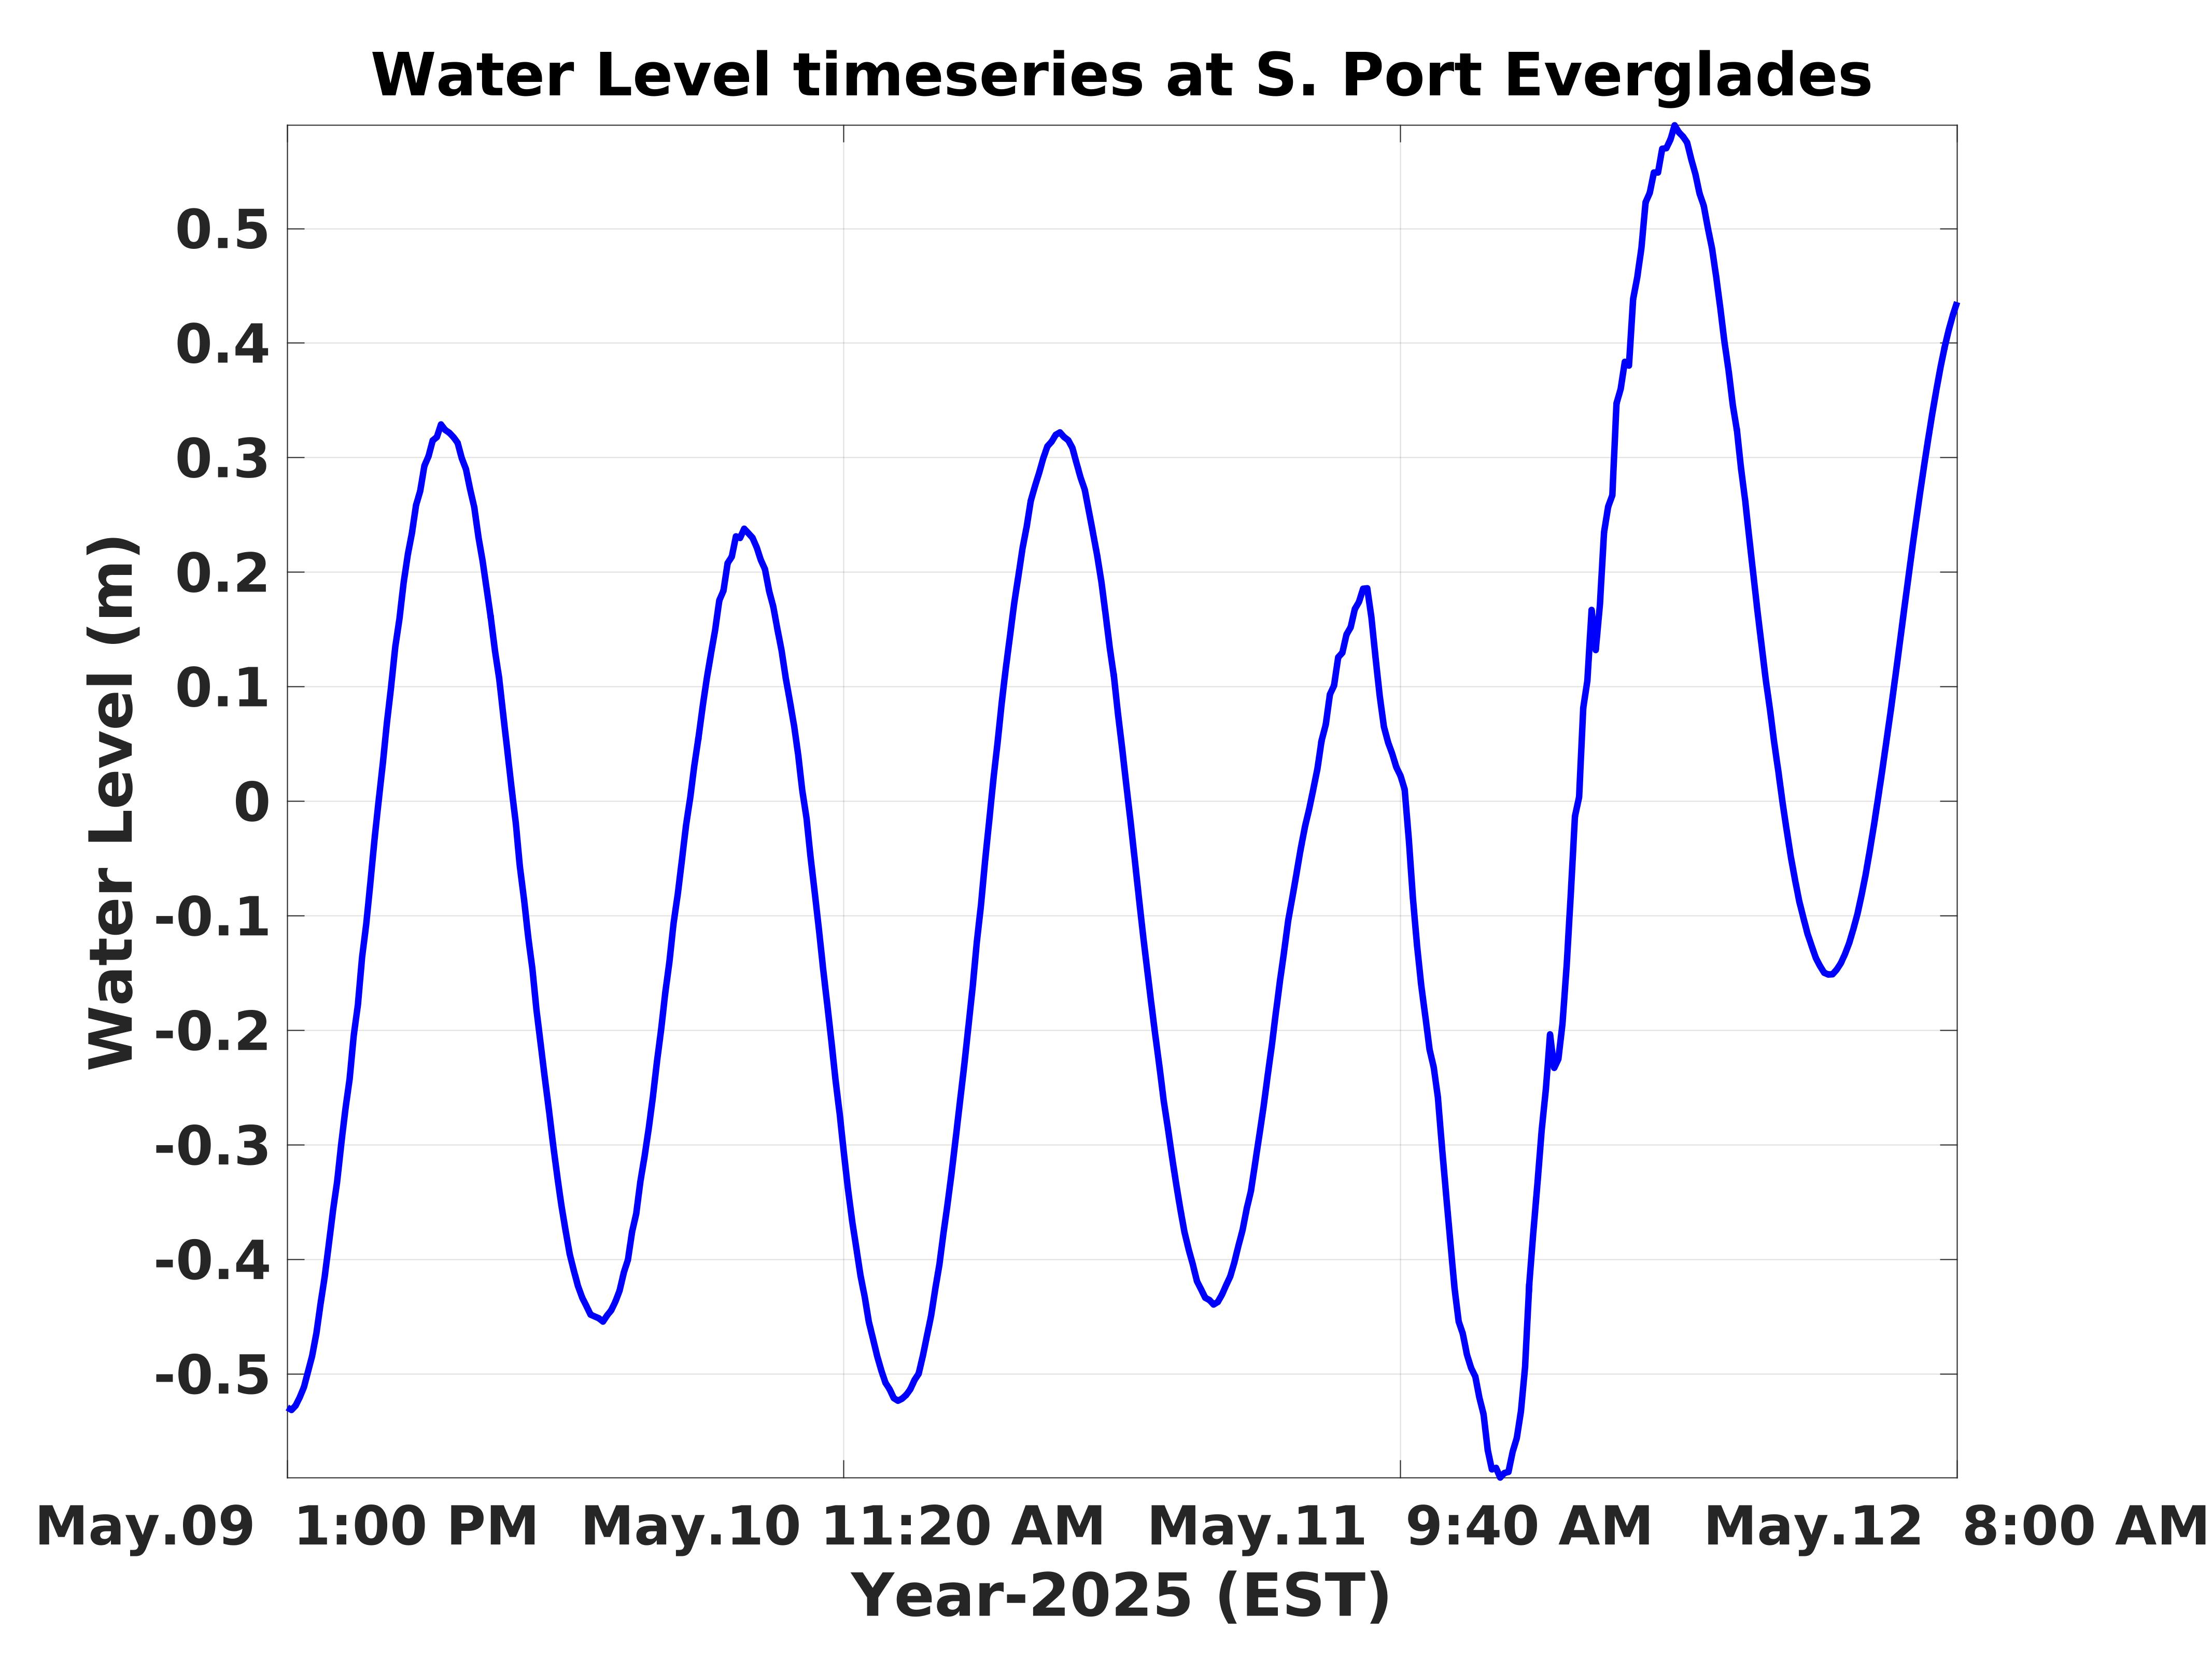 Water Level timeseries at S. Port Everglades
Water Level (m)
0.5
0.4
0.3
0.2
0.1
0
-0.1
-0.2
-0.3
-0.4
-0.5
May.09 1:00 PM May.10 11:20 AM May.11 9:40 AM May.12 8:00 AM
Year-2025 (EST)